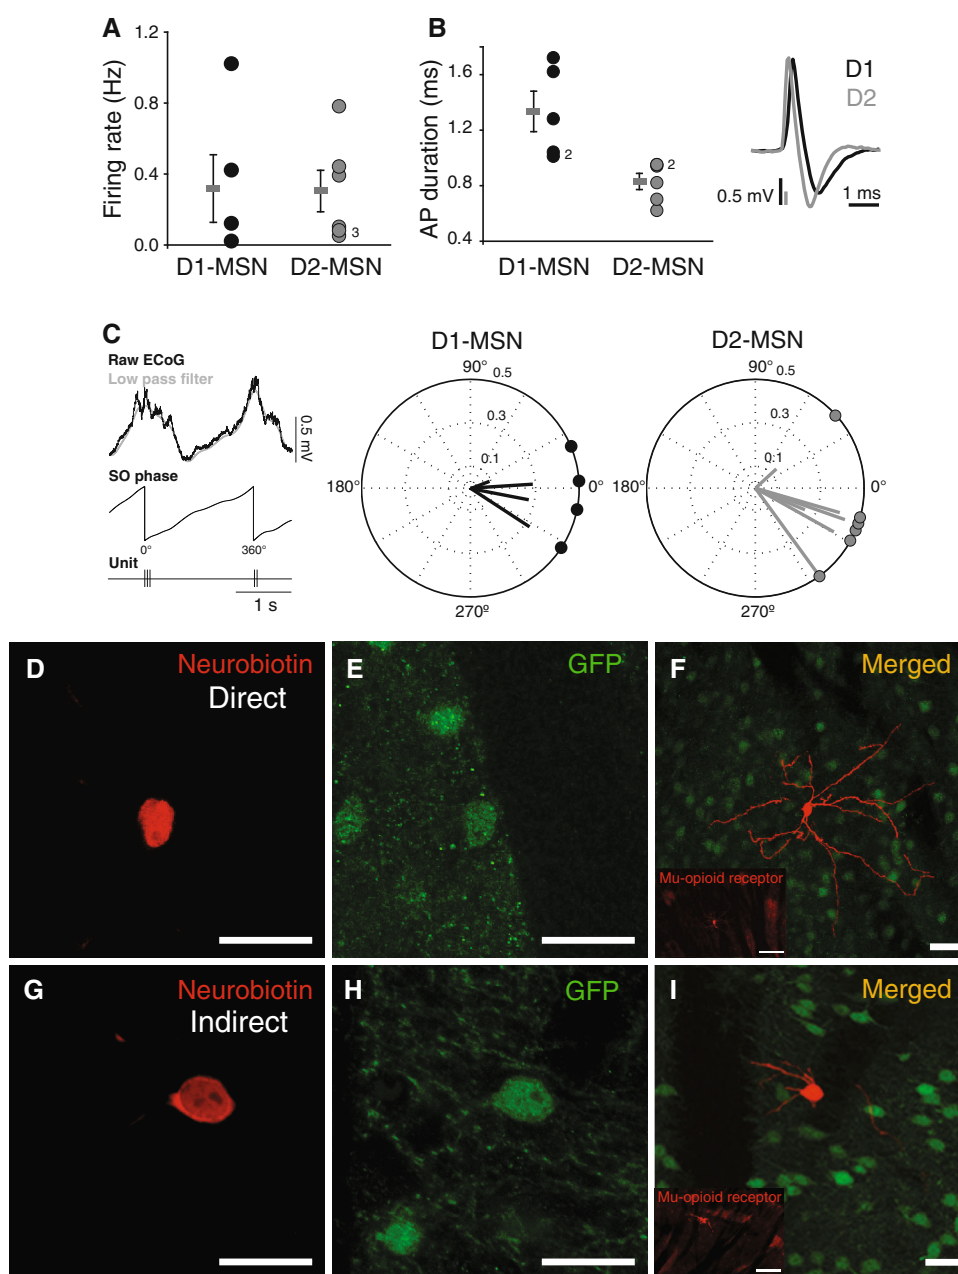 A
Firing rate (Hz)
1.2
0.8
0.4
0.0
3
D1-MSN
D2-MSN
B
AP duration (ms)
1.6
1.2
0.8
0.4
2
2
D1-MSN
D2-MSN
D1
D2
0.5 mV
1 ms
C
Raw ECoG
Low pass filter
0.5 mV
SO phase
0°
360°
Unit
1 s
D1-MSN
90°
0.5
0.3
0.1
180°
0°
270º
D2-MSN
90°
0.5
0.3
0.1
180°
0°
270º
D
Neurobiotin
Direct
E
GFP
F
Merged
Mu-opioid receptor
G
Neurobiotin
Indirect
H
GFP
I
Merged
Mu-opioid receptor